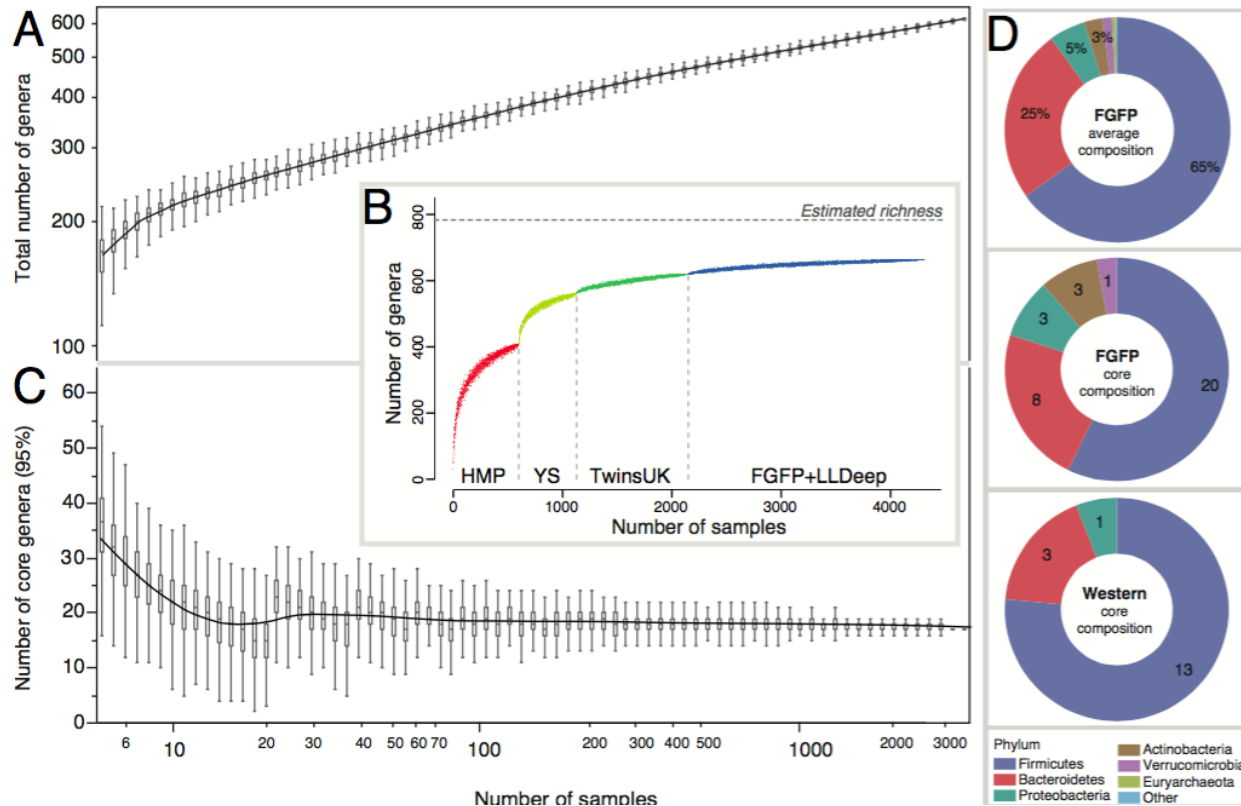 A
Total number of genera
600
500
400
300
200
100
B
Estimated richness
Number of genera
800
600
400
200
0
HMP
YS
TwinsUK
FGFP+LLDeep
0
1000
2000
3000
4000
Number of samples
C
Number of core genera (95%)
60
50
40
30
20
10
0
6
10
20
30
40
50
60
70
100
200
300
400
500
1000
2000
3000
Number of samples
D
3%
5%
25%
65%
FGFP
average
composition
1
3
3
8
20
FGFP
core
composition
1
3
13
Western
core
composition
Phylum
Firmicutes
Bacteroidetes
Proteobacteria
Actinobacteria
Verrucomicrobia
Euryarchaeota
Other